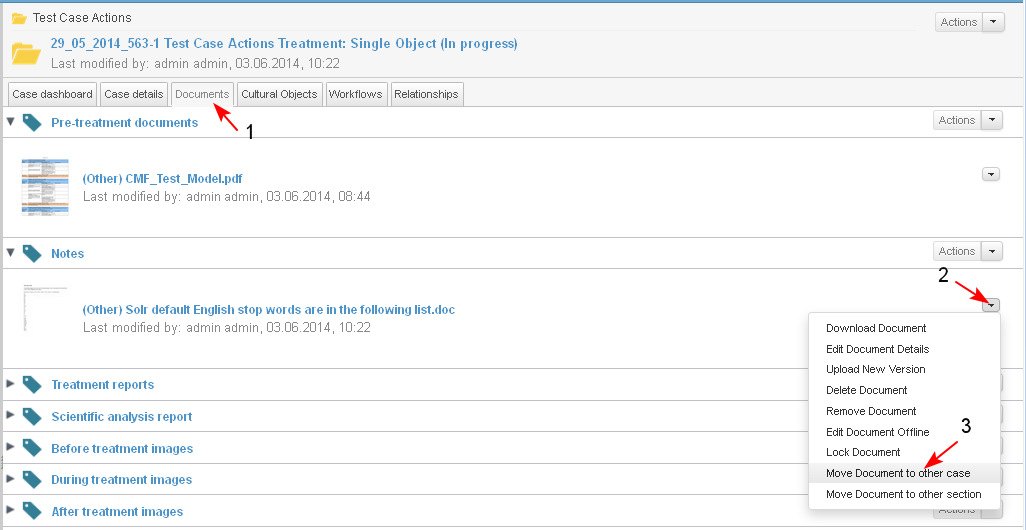 Test Case Actions
Actions
29_05_2014_563-1 Test Case Actions Treatment: Single Object (In progress)
Last modified by: admin admin, 03.06.2014, 10:22
Case dashboard Case details Documents Cultural Objects Workflows Relationships
1
Pre-treatment documents Actions
(Other) CMF_Test_Model.pdf
Last modified by: admin admin, 03.06.2014, 08:44
Notes Actions
2
(Other) Solr default English stop words are in the following list.doc
Last modified by: admin admin, 03.06.2014, 10:22
Download Document
Edit Document Details
Upload New Version
Delete Document
Remove Document
Edit Document Offline
Lock Document
3
Move Document to other case
Move Document to other section
Treatment reports
Scientific analysis report
Before treatment images
During treatment images
After treatment images Actions